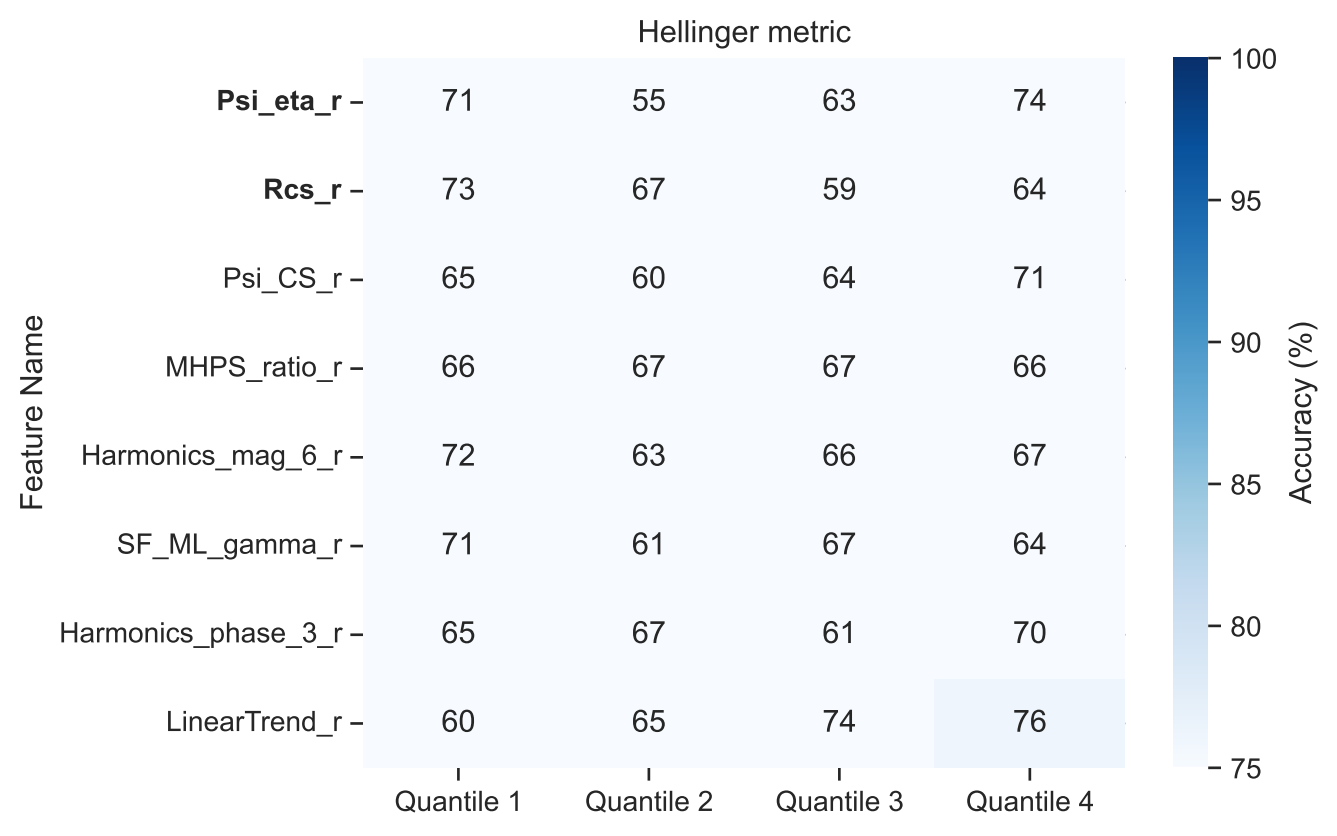 Hellinger metric
Feature Name
Psi_eta_r 71 55 63 74
Rcs_r 73 67 59 64
Psi_CS_r 65 60 64 71
MHPS_ratio_r 66 67 67 66
Harmonics_mag_6_r 72 63 66 67
SF_ML_gamma_r 71 61 67 64
Harmonics_phase_3_r 65 67 61 70
LinearTrend_r 60 65 74 76
Quantile 1 Quantile 2 Quantile 3 Quantile 4
100
95
90
85
80
75
Accuracy (%)